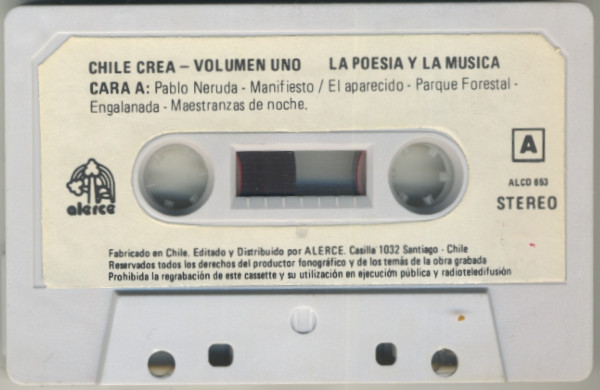 CHILE CREA – VOLUMEN UNO LA POESIA Y LA MUSICA
CARA A: Pablo Neruda - Manifiesto / El aparecido - Parque Forestal -
Engalanada - Maestranzas de noche.
A
ALCO 653
STEREO
alerce
Fabricado en Chile. Editado y Distribuido por ALERCE. Casilla 1032 Santiago - Chile
Reservados todos los derechos del productor fonográfico y de los temas de la obra grabada
Prohibida la regrabación de este cassette y su utilización en ejecución pública y radioteledifusión